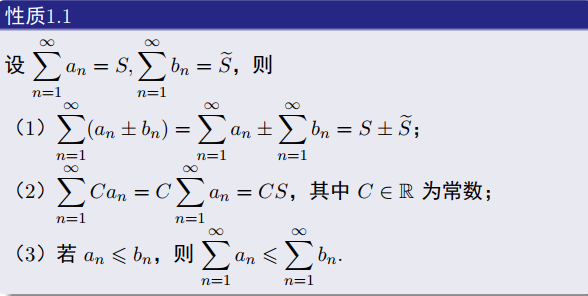 性质1.1
设 $\sum_{n=1}^{\infty} a_n = S, \sum_{n=1}^{\infty} b_n = \widetilde{S}$，则
（1）$\sum_{n=1}^{\infty} (a_n \pm b_n) = \sum_{n=1}^{\infty} a_n \pm \sum_{n=1}^{\infty} b_n = S \pm \widetilde{S}$；
（2）$\sum_{n=1}^{\infty} C a_n = C \sum_{n=1}^{\infty} a_n = CS$，其中 $C \in \mathbb{R}$ 为常数；
（3）若 $a_n \leqslant b_n$，则 $\sum_{n=1}^{\infty} a_n \leqslant \sum_{n=1}^{\infty} b_n.$